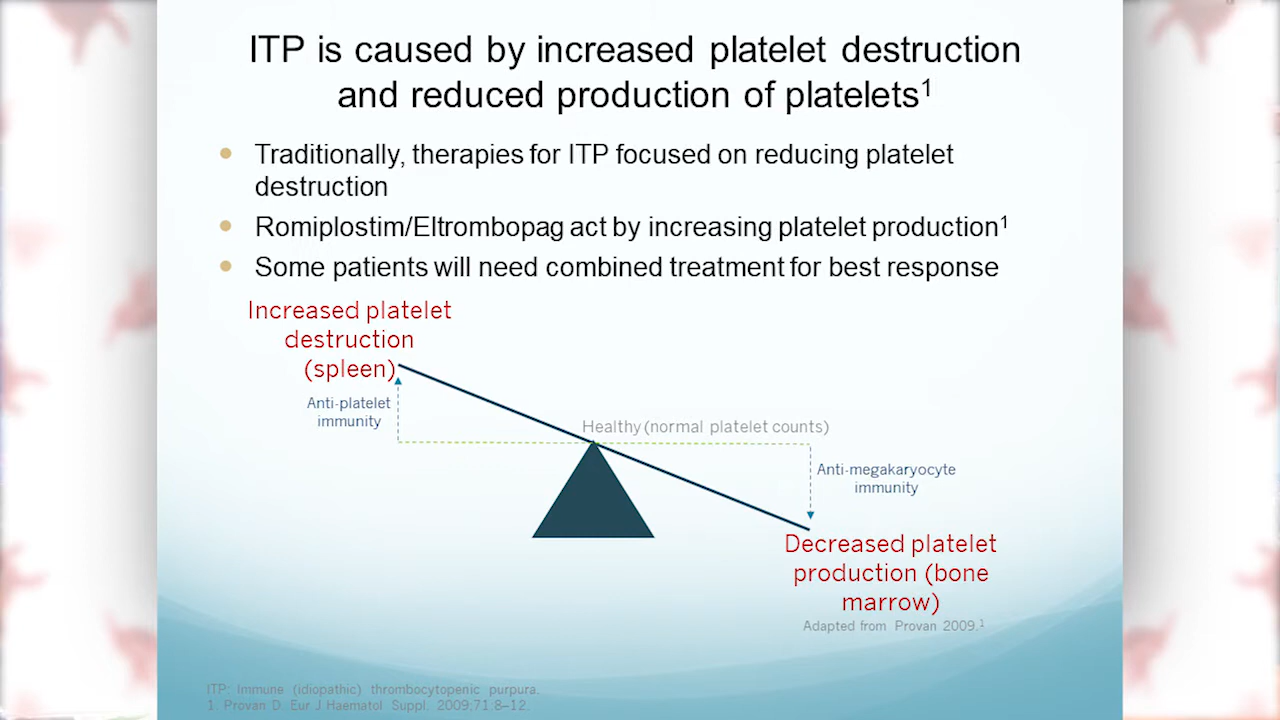 ITP is caused by increased platelet destruction
and reduced production of platelets¹
Traditionally, therapies for ITP focused on reducing platelet
destruction
Romiplostim/Eltrombopag act by increasing platelet production¹
Some patients will need combined treatment for best response
Increased platelet
destruction
(spleen)
Anti-platelet
immunity
Healthy (normal platelet counts)
Anti-megakaryocyte
immunity
Decreased platelet
production (bone
marrow)
Adapted from Provan 2009.¹
ITP: Immune (idiopathic) thrombocytopenic purpura.
1. Provan D. Eur J Haematol Suppl. 2009;71:8–12.